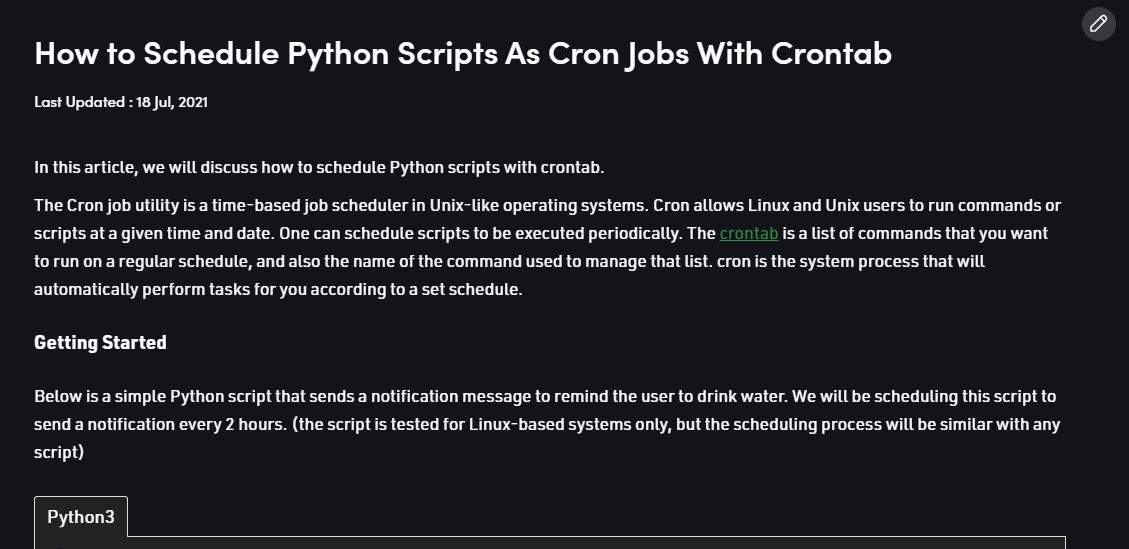 How to Schedule Python Scripts As Cron Jobs With Crontab
Last Updated : 18 Jul, 2021
In this article, we will discuss how to schedule Python scripts with crontab.
The Cron job utility is a time-based job scheduler in Unix-like operating systems. Cron allows Linux and Unix users to run commands or
scripts at a given time and date. One can schedule scripts to be executed periodically. The crontab is a list of commands that you want
to run on a regular schedule, and also the name of the command used to manage that list. cron is the system process that will
automatically perform tasks for you according to a set schedule.
Getting Started
Below is a simple Python script that sends a notification message to remind the user to drink water. We will be scheduling this script to
send a notification every 2 hours. (the script is tested for Linux-based systems only, but the scheduling process will be similar with any
script)
Python3